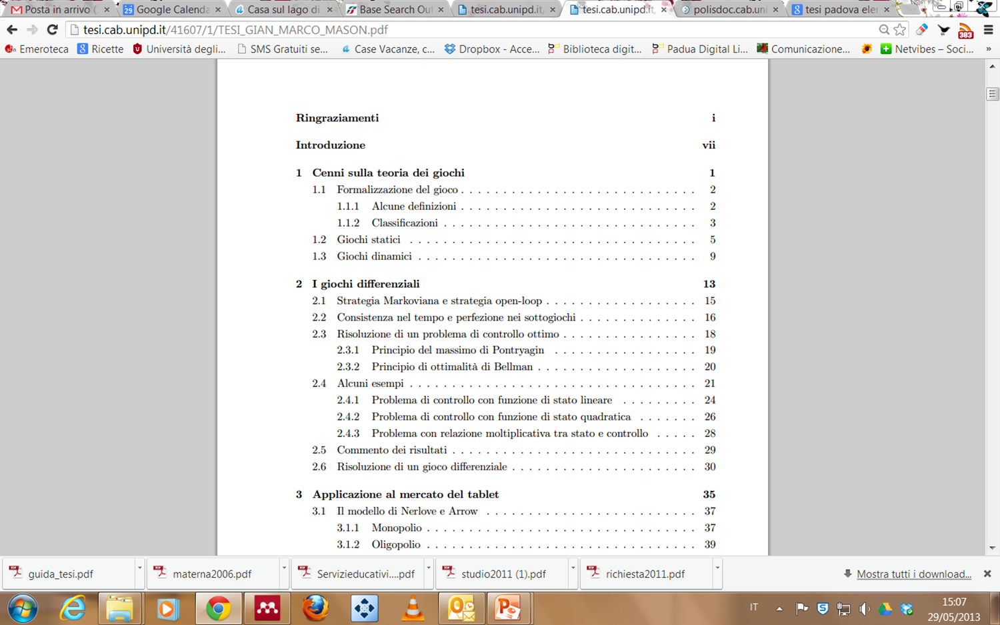 Posta in arrivo (
29 Google Calenda
Casa sul lago di
Base Search Out
tesi.cab.unipd.it/
tesi.cab.unipd.it
polisdoc.cab.uni
tesi padova ele
tesi.cab.unipd.it/41607/1/TESI_GIAN_MARCO_MASON.pdf
383
Emeroteca
Ricette
Università degli...
SMS Gratuiti se...
Case Vacanze, c...
Dropbox - Acce...
Biblioteca digit...
Padua Digital Li...
Comunicazione...
Netvibes – Soci...
»
Ringraziamenti i
Introduzione vii
1 Cenni sulla teoria dei giochi 1
1.1 Formalizzazione del gioco . . . . . . . . . . . . . . . . . . . . . . . . . . . . 2
1.1.1 Alcune definizioni . . . . . . . . . . . . . . . . . . . . . . . . . . . . 2
1.1.2 Classificazioni . . . . . . . . . . . . . . . . . . . . . . . . . . . . . . 3
1.2 Giochi statici . . . . . . . . . . . . . . . . . . . . . . . . . . . . . . . . . . 5
1.3 Giochi dinamici . . . . . . . . . . . . . . . . . . . . . . . . . . . . . . . . . 9
2 I giochi differenziali 13
2.1 Strategia Markoviana e strategia open-loop . . . . . . . . . . . . . . . . . . 15
2.2 Consistenza nel tempo e perfezione nei sottogiochi . . . . . . . . . . . . . . 16
2.3 Risoluzione di un problema di controllo ottimo . . . . . . . . . . . . . . . . 18
2.3.1 Principio del massimo di Pontryagin . . . . . . . . . . . . . . . . . 19
2.3.2 Principio di ottimalità di Bellman . . . . . . . . . . . . . . . . . . . 20
2.4 Alcuni esempi . . . . . . . . . . . . . . . . . . . . . . . . . . . . . . . . . . 21
2.4.1 Problema di controllo con funzione di stato lineare . . . . . . . . . 24
2.4.2 Problema di controllo con funzione di stato quadratica . . . . . . . 26
2.4.3 Problema con relazione moltiplicativa tra stato e controllo . . . . . 28
2.5 Commento dei risultati . . . . . . . . . . . . . . . . . . . . . . . . . . . . . 29
2.6 Risoluzione di un gioco differenziale . . . . . . . . . . . . . . . . . . . . . . 30
3 Applicazione al mercato del tablet 35
3.1 Il modello di Nerlove e Arrow . . . . . . . . . . . . . . . . . . . . . . . . . 37
3.1.1 Monopolio . . . . . . . . . . . . . . . . . . . . . . . . . . . . . . . . 37
3.1.2 Oligopolio . . . . . . . . . . . . . . . . . . . . . . . . . . . . . . . . 39
guida_tesi.pdf
materna2006.pdf
Servizieducativi....pdf
studio2011 (1).pdf
richiesta2011.pdf
Mostra tutti i download...
IT
15:07
29/05/2013